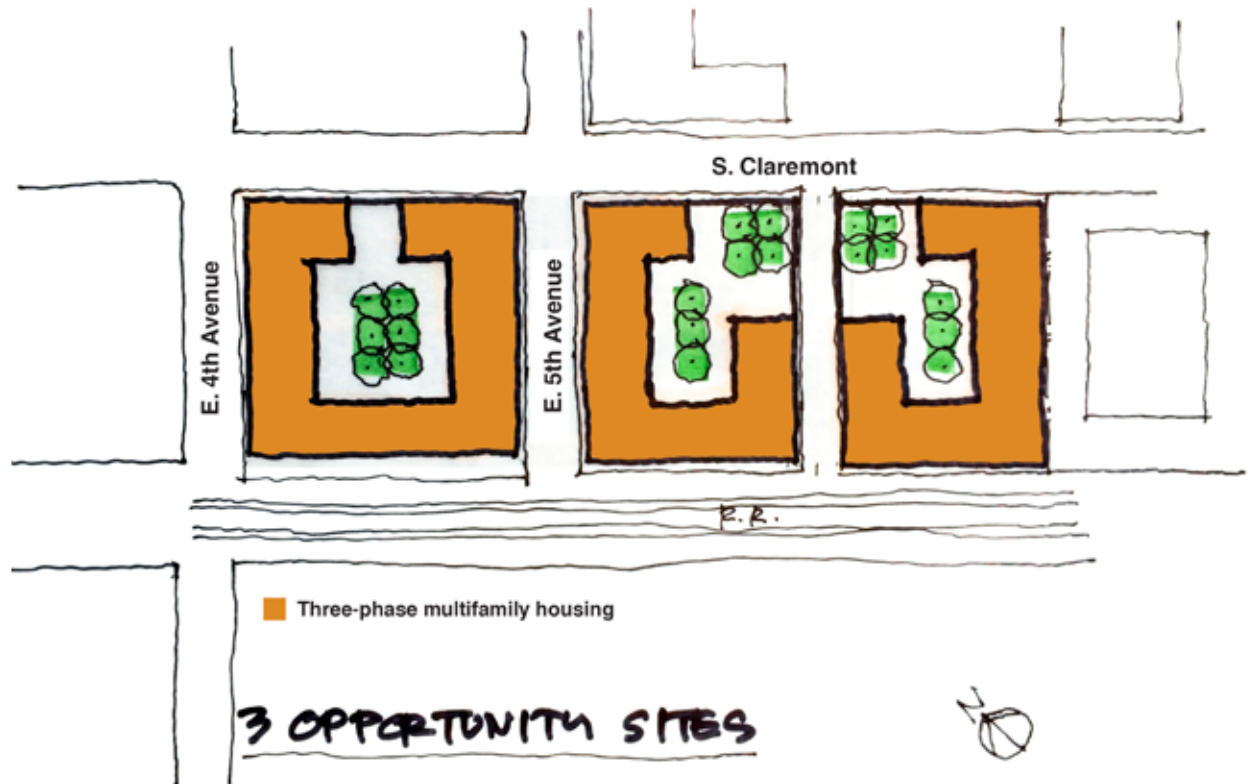 S. Claremont
E. 4th Avenue
E. 5th Avenue
R.R.
Three-phase multifamily housing
3 OPPORTUNITY SITES
N